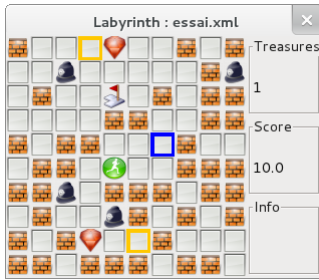 Labyrinth : essai.xml
Treasures
1
Score
10.0
Info